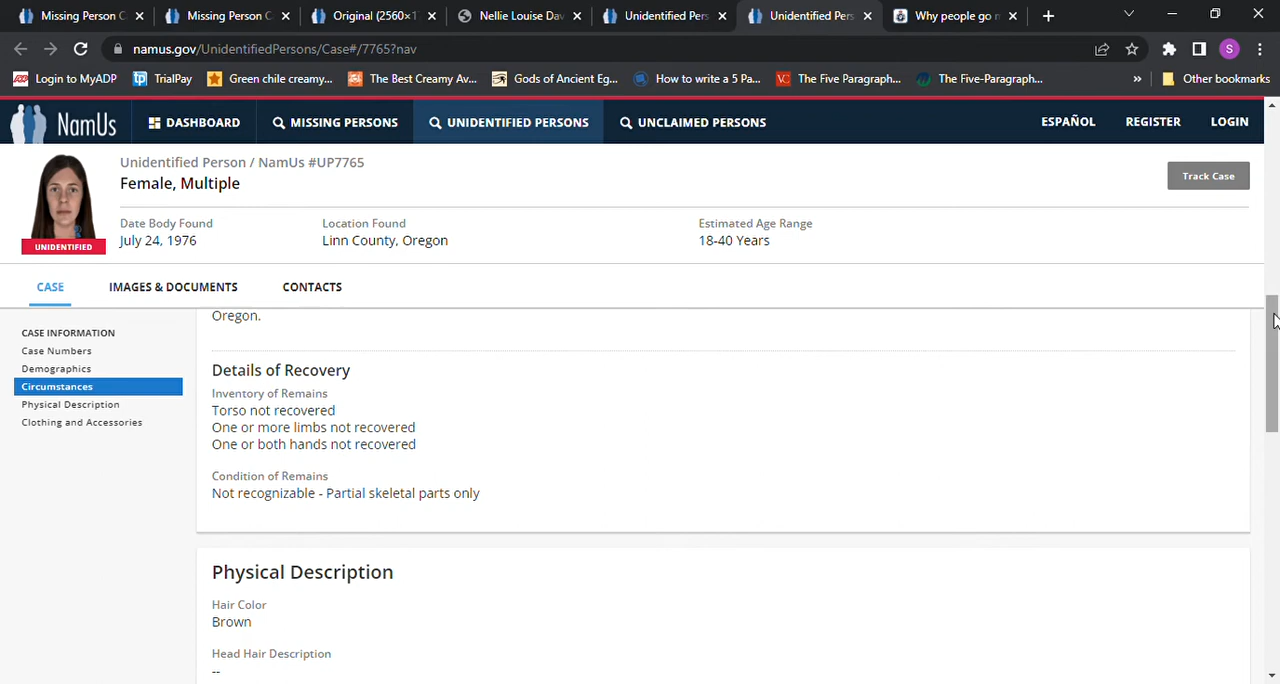 Missing Person C
Missing Person C
Original (2560×1
Nellie Louise Dav
Unidentified Pers
Unidentified Pers
Why people go m
namus.gov/UnidentifiedPersons/Case#/7765?nav
S
Login to MyADP
TrialPay
Green chile creamy...
The Best Creamy Av...
Gods of Ancient Eg...
How to write a 5 Pa...
The Five Paragraph...
The Five-Paragraph...
»
Other bookmarks
NamUs
DASHBOARD
MISSING PERSONS
UNIDENTIFIED PERSONS
UNCLAIMED PERSONS
ESPAÑOL
REGISTER
LOGIN
Unidentified Person / NamUs #UP7765
Female, Multiple
Track Case
UNIDENTIFIED
Date Body Found
July 24, 1976
Location Found
Linn County, Oregon
Estimated Age Range
18-40 Years
CASE
IMAGES & DOCUMENTS
CONTACTS
CASE INFORMATION
Case Numbers
Demographics
Circumstances
Physical Description
Clothing and Accessories
Oregon.
Details of Recovery
Inventory of Remains
Torso not recovered
One or more limbs not recovered
One or both hands not recovered
Condition of Remains
Not recognizable - Partial skeletal parts only
Physical Description
Hair Color
Brown
Head Hair Description
--